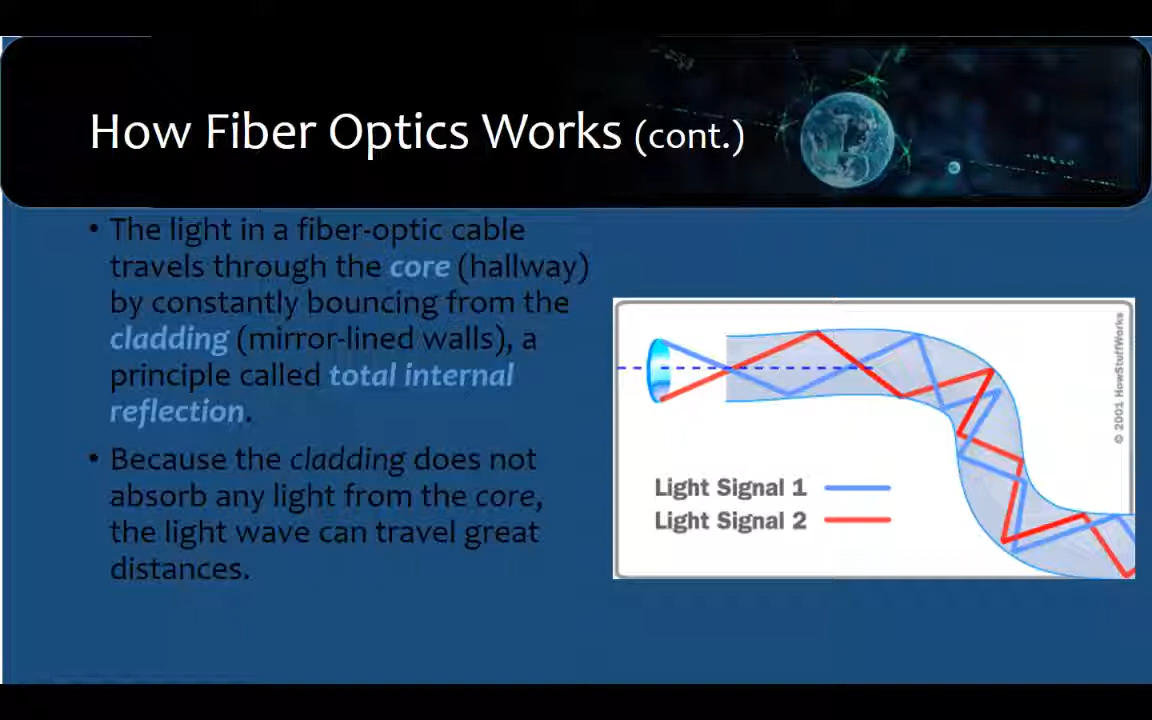 How Fiber Optics Works (cont.)
• The light in a fiber-optic cable
travels through the core (hallway)
by constantly bouncing from the
cladding (mirror-lined walls), a
principle called total internal
reflection.
• Because the cladding does not
absorb any light from the core,
the light wave can travel great
distances.
© 2001 HowStuffWorks
Light Signal 1
Light Signal 2